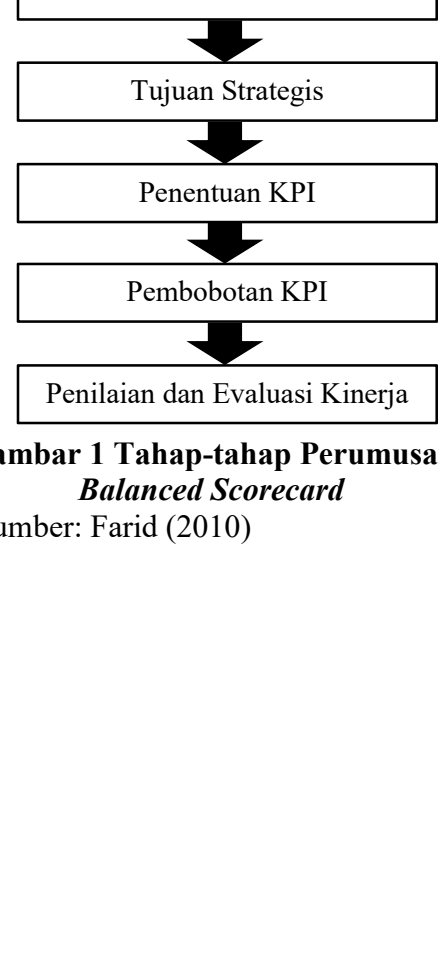 Tujuan Strategis
Penentuan KPI
Pembobotan KPI
Penilaian dan Evaluasi Kinerja
ambar 1 Tahap-tahap Perumusa
Balanced Scorecard
umber: Farid (2010)